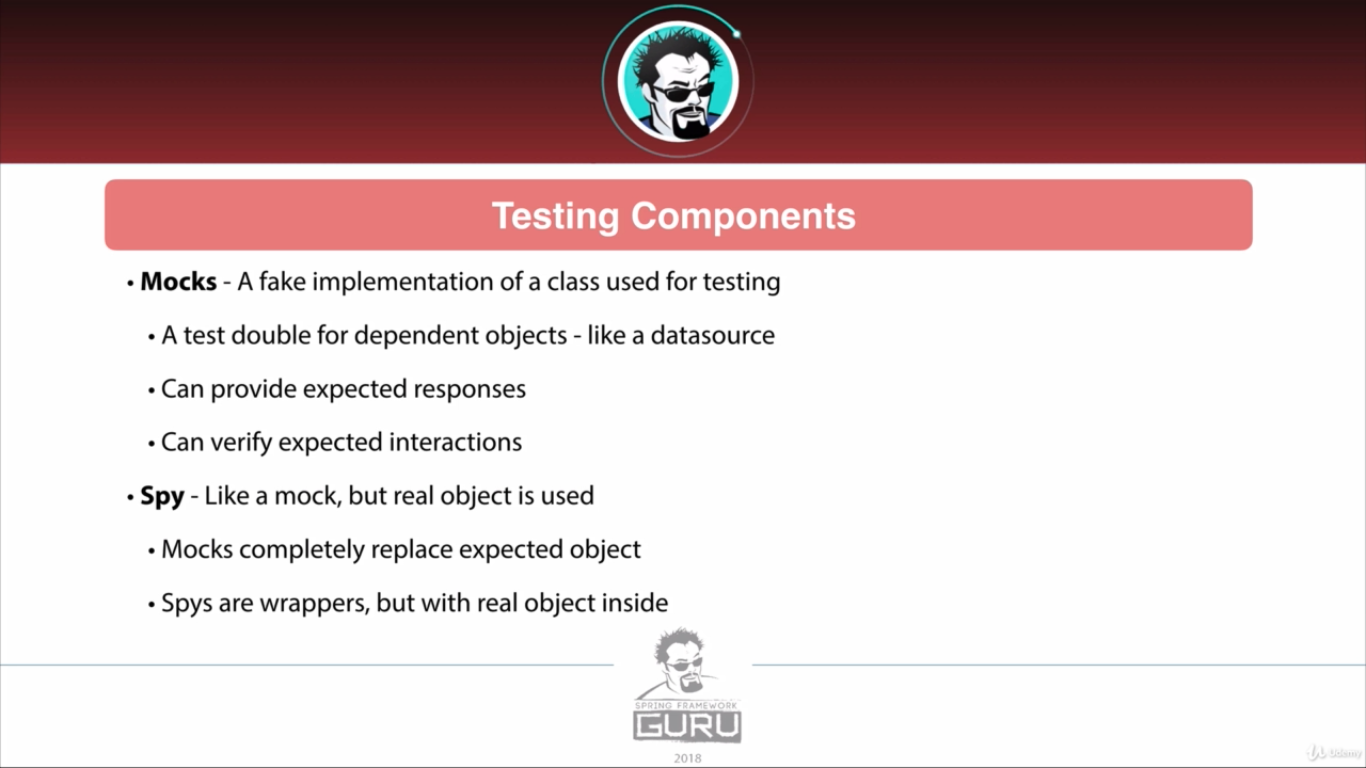 Testing Components
• Mocks - A fake implementation of a class used for testing
• A test double for dependent objects - like a datasource
• Can provide expected responses
• Can verify expected interactions
• Spy - Like a mock, but real object is used
• Mocks completely replace expected object
• Spys are wrappers, but with real object inside
SPRING FRAMEWORK
GURU
2018
Udemy